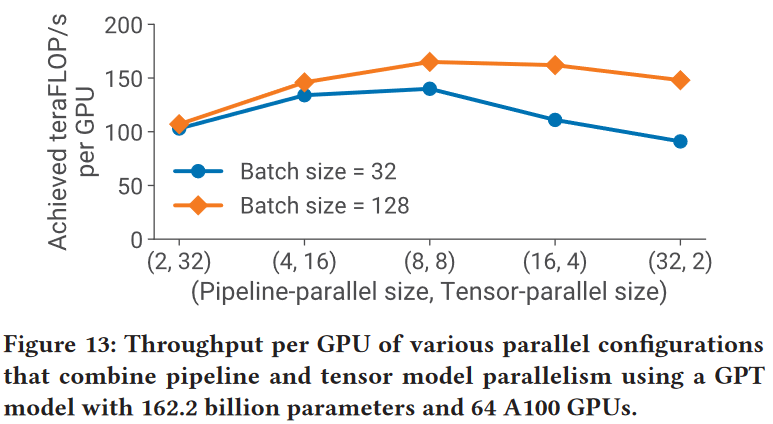 200
150
100
50
0
Achieved teraFLOP/s
per GPU
Batch size = 32
Batch size = 128
(2, 32) (4, 16) (8, 8) (16, 4) (32, 2)
(Pipeline-parallel size, Tensor-parallel size)
Figure 13: Throughput per GPU of various parallel configurations
that combine pipeline and tensor model parallelism using a GPT
model with 162.2 billion parameters and 64 A100 GPUs.